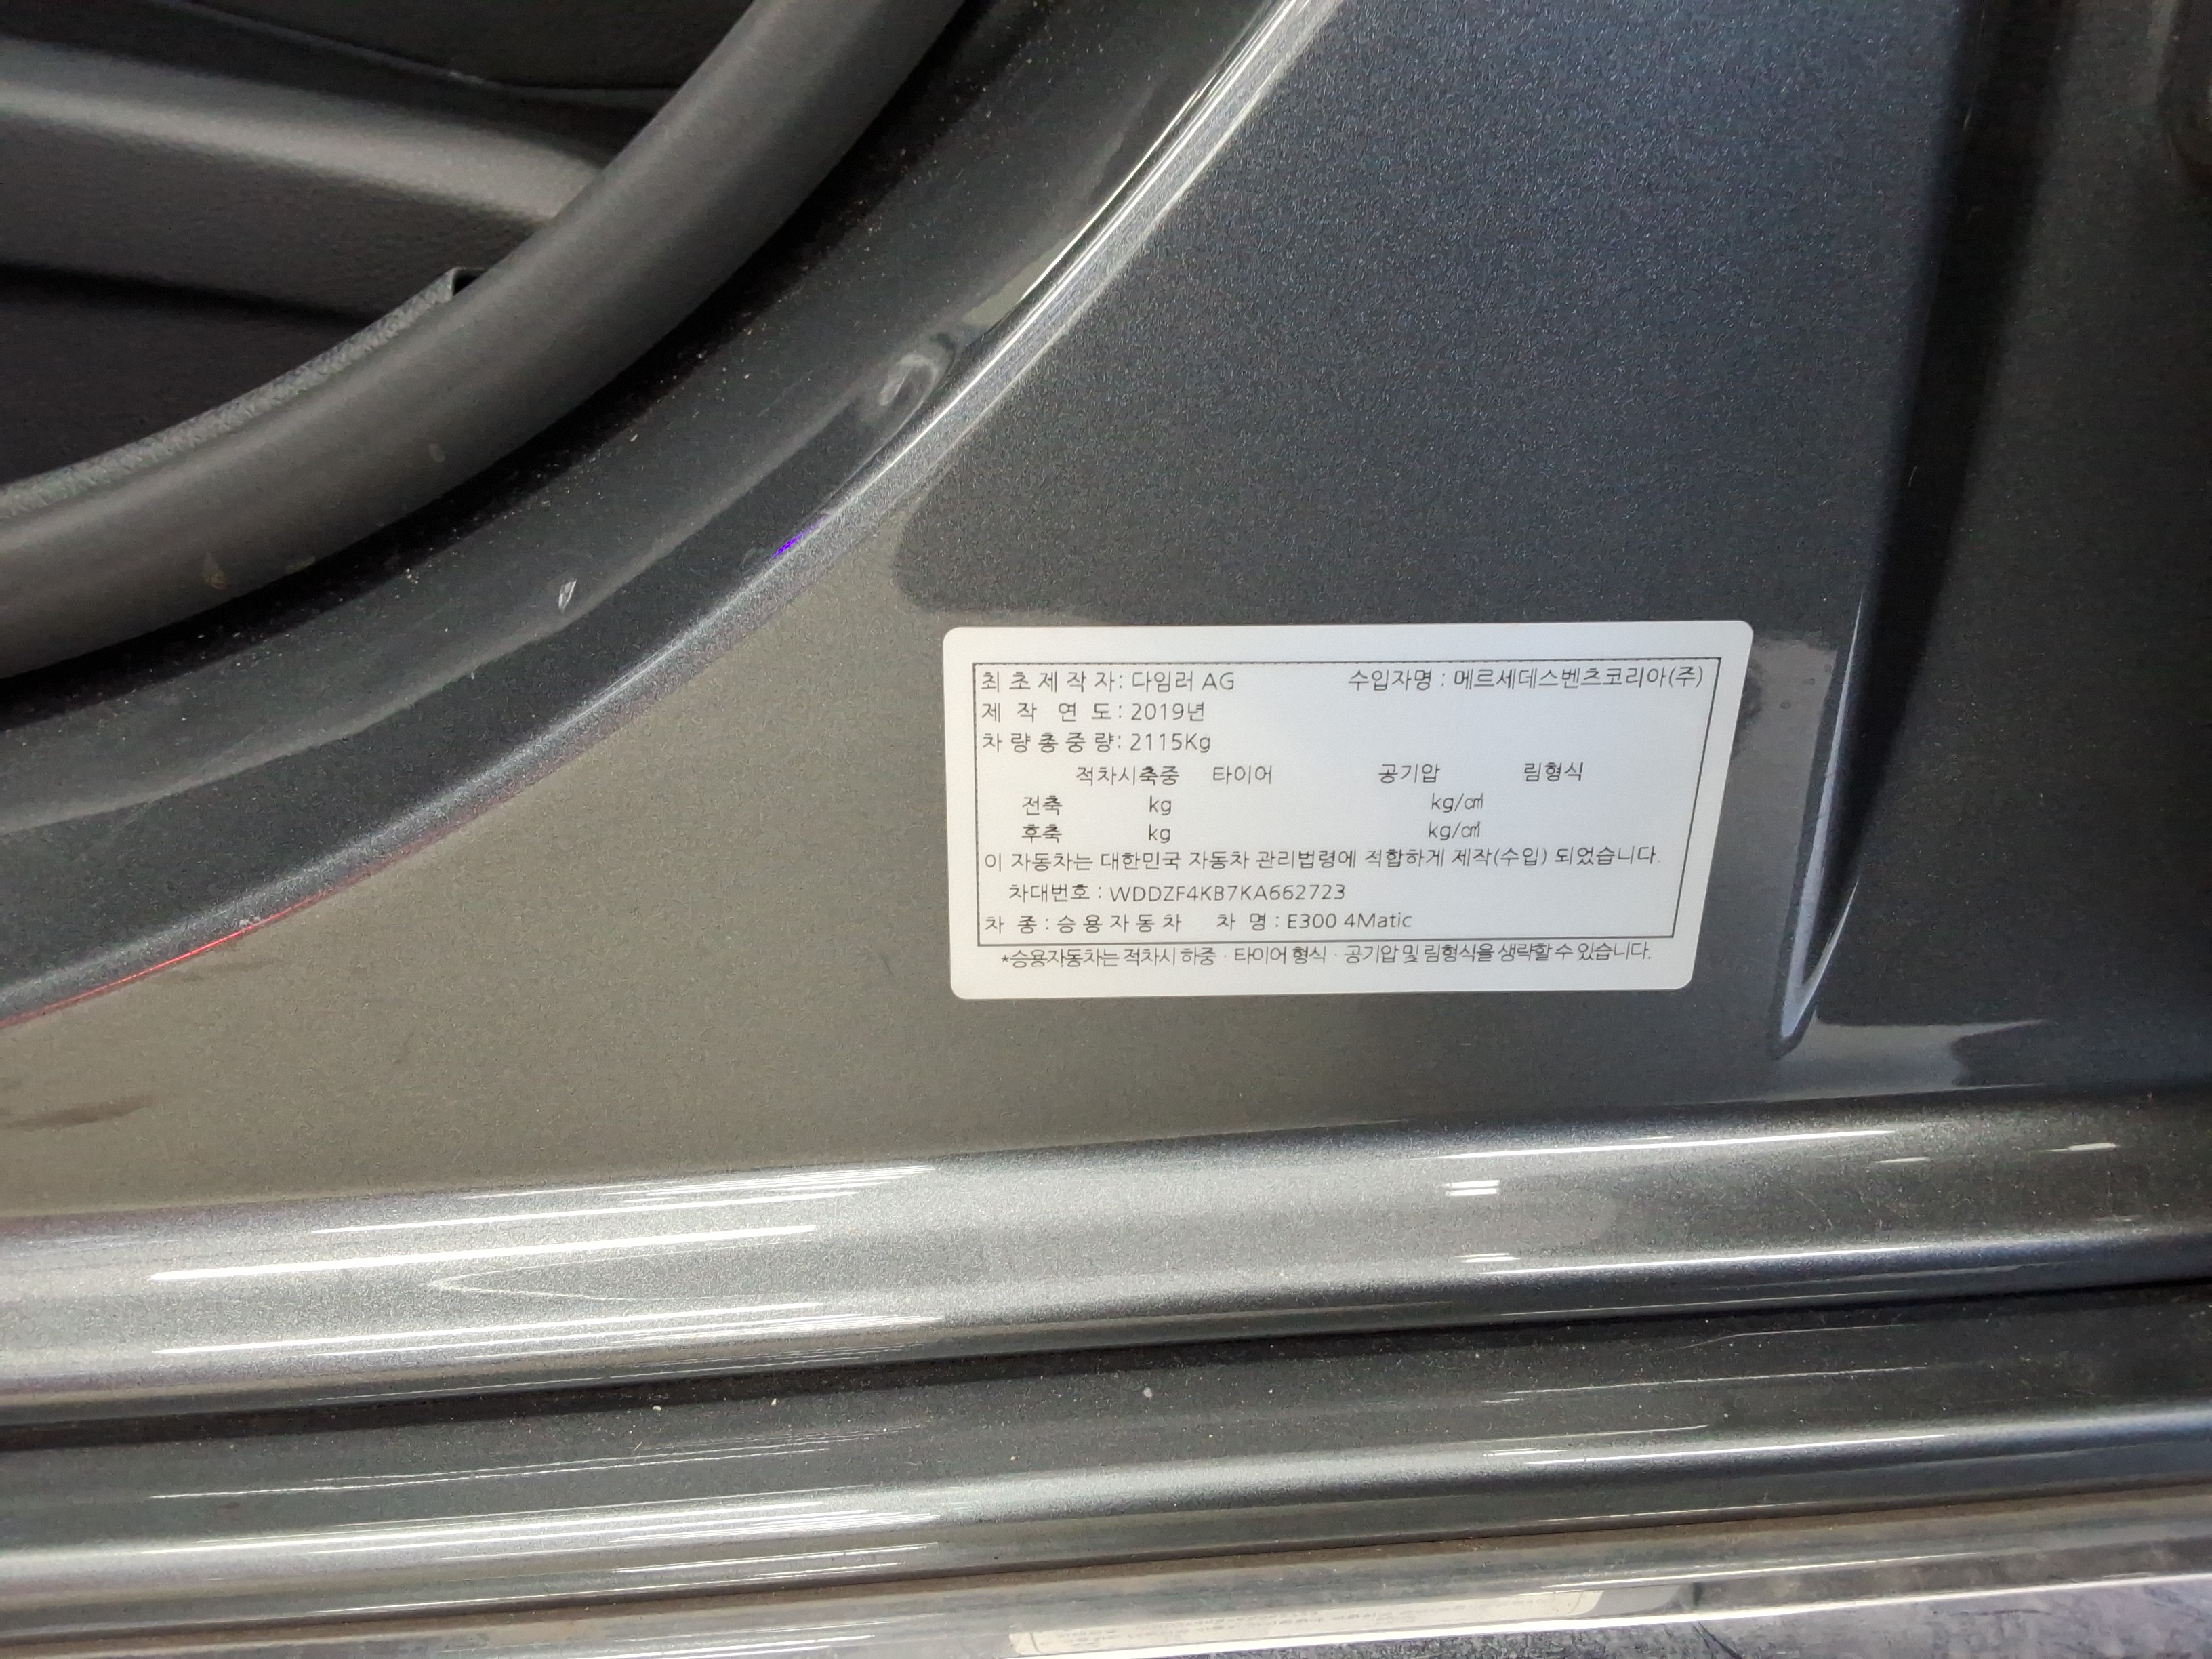 최초제작자: 다임러 AG 수입자명 : 메르세데스벤츠코리아(주)
제 작 연 도 : 2019년
차량총중량: 2115Kg
적차시축중 타이어 공기압 림형식
전축 kg kg/㎠
후축 kg kg/㎠
이 자동차는 대한민국 자동차 관리법령에 적합하게 제작(수입) 되었습니다.
차대번호 : WDDZF4KB7KA662723
차 종 : 승용자동차 차 명 : E300 4Matic
*승용자동차는 적차시 하중 · 타이어 형식 · 공기압 및 림형식을 생략할 수 있습니다.